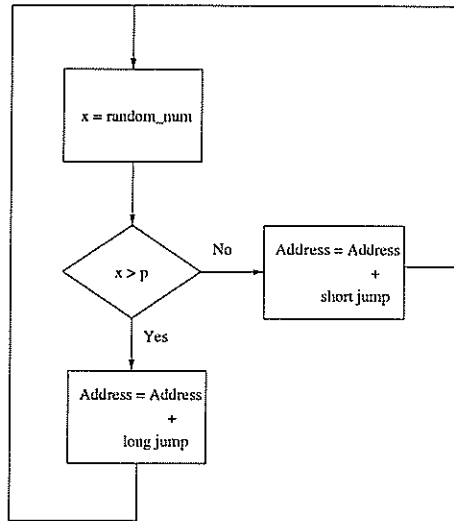 x = random_num
x > p
No
Address = Address
+
short jump
Yes
Address = Address
+
long jump